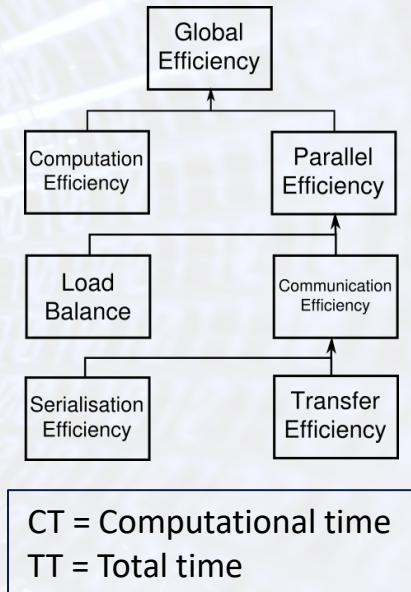 Global
Efficiency
Computation
Efficiency
Parallel
Efficiency
Load
Balance
Communication
Efficiency
Serialisation
Efficiency
Transfer
Efficiency
CT = Computational time
TT = Total time